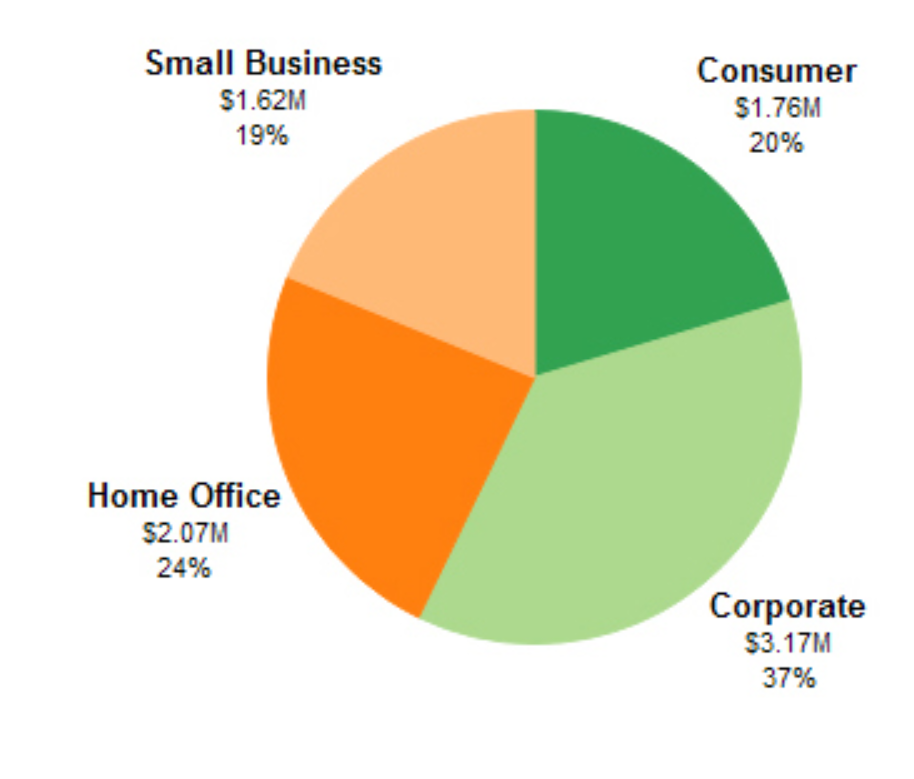 Small Business
$1.62M
19%
Consumer
$1.76M
20%
Home Office
$2.07M
24%
Corporate
$3.17M
37%